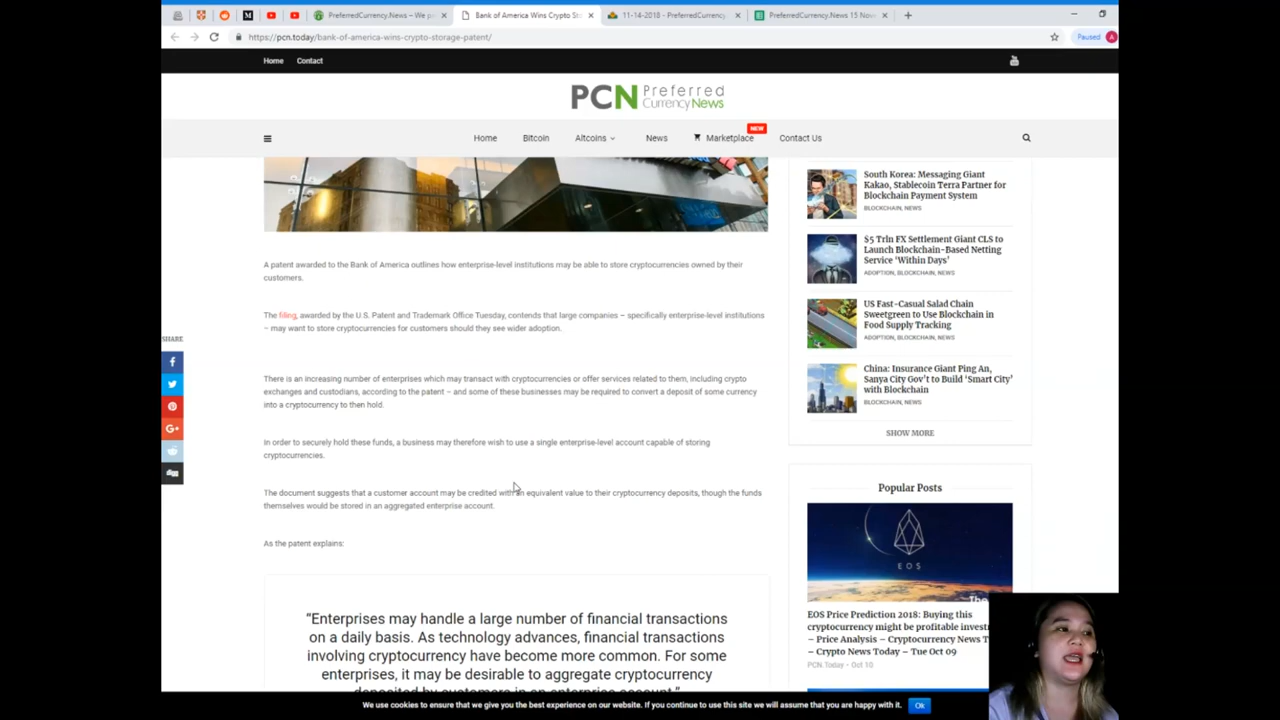 PreferredCurrency.News – We p
Bank of America Wins Crypto St
11-14-2018 - PreferredCurrency
PreferredCurrency.News 15 Nov
https://pcn.today/bank-of-america-wins-crypto-storage-patent/
Paused
A
Home
Contact
PCN Preferred
Currency News
Home
Bitcoin
Altcoins
News
Marketplace
NEW
Contact Us
A patent awarded to the Bank of America outlines how enterprise-level institutions may be able to store cryptocurrencies owned by their
customers.
The filing, awarded by the U.S. Patent and Trademark Office Tuesday, contends that large companies – specifically enterprise-level institutions
– may want to store cryptocurrencies for customers should they see wider adoption.
SHARE
There is an increasing number of enterprises which may transact with cryptocurrencies or offer services related to them, including crypto
exchanges and custodians, according to the patent – and some of these businesses may be required to convert a deposit of some currency
into a cryptocurrency to then hold.
In order to securely hold these funds, a business may therefore wish to use a single enterprise-level account capable of storing
cryptocurrencies.
The document suggests that a customer account may be credited with an equivalent value to their cryptocurrency deposits, though the funds
themselves would be stored in an aggregated enterprise account.
As the patent explains:
“Enterprises may handle a large number of financial transactions
on a daily basis. As technology advances, financial transactions
involving cryptocurrency have become more common. For some
enterprises, it may be desirable to aggregate cryptocurrency
deposited by customers in an enterprise account.”
South Korea: Messaging Giant
Kakao, Stablecoin Terra Partner for
Blockchain Payment System
BLOCKCHAIN, NEWS
$5 Trln FX Settlement Giant CLS to
Launch Blockchain-Based Netting
Service ‘Within Days’
ADOPTION, BLOCKCHAIN, NEWS
US Fast-Casual Salad Chain
Sweetgreen to Use Blockchain in
Food Supply Tracking
ADOPTION, BLOCKCHAIN, NEWS
China: Insurance Giant Ping An,
Sanya City Gov’t to Build ‘Smart City’
with Blockchain
BLOCKCHAIN, NEWS
SHOW MORE
Popular Posts
EOS
EOS Price Prediction 2018: Buying this
cryptocurrency might be profitable invest
– Price Analysis – Cryptocurrency News T
– Crypto News Today – Tue Oct 09
PCN.Today - Oct 10
We use cookies to ensure that we give you the best experience on our website. If you continue to use this site we will assume that you are happy with it.
Ok